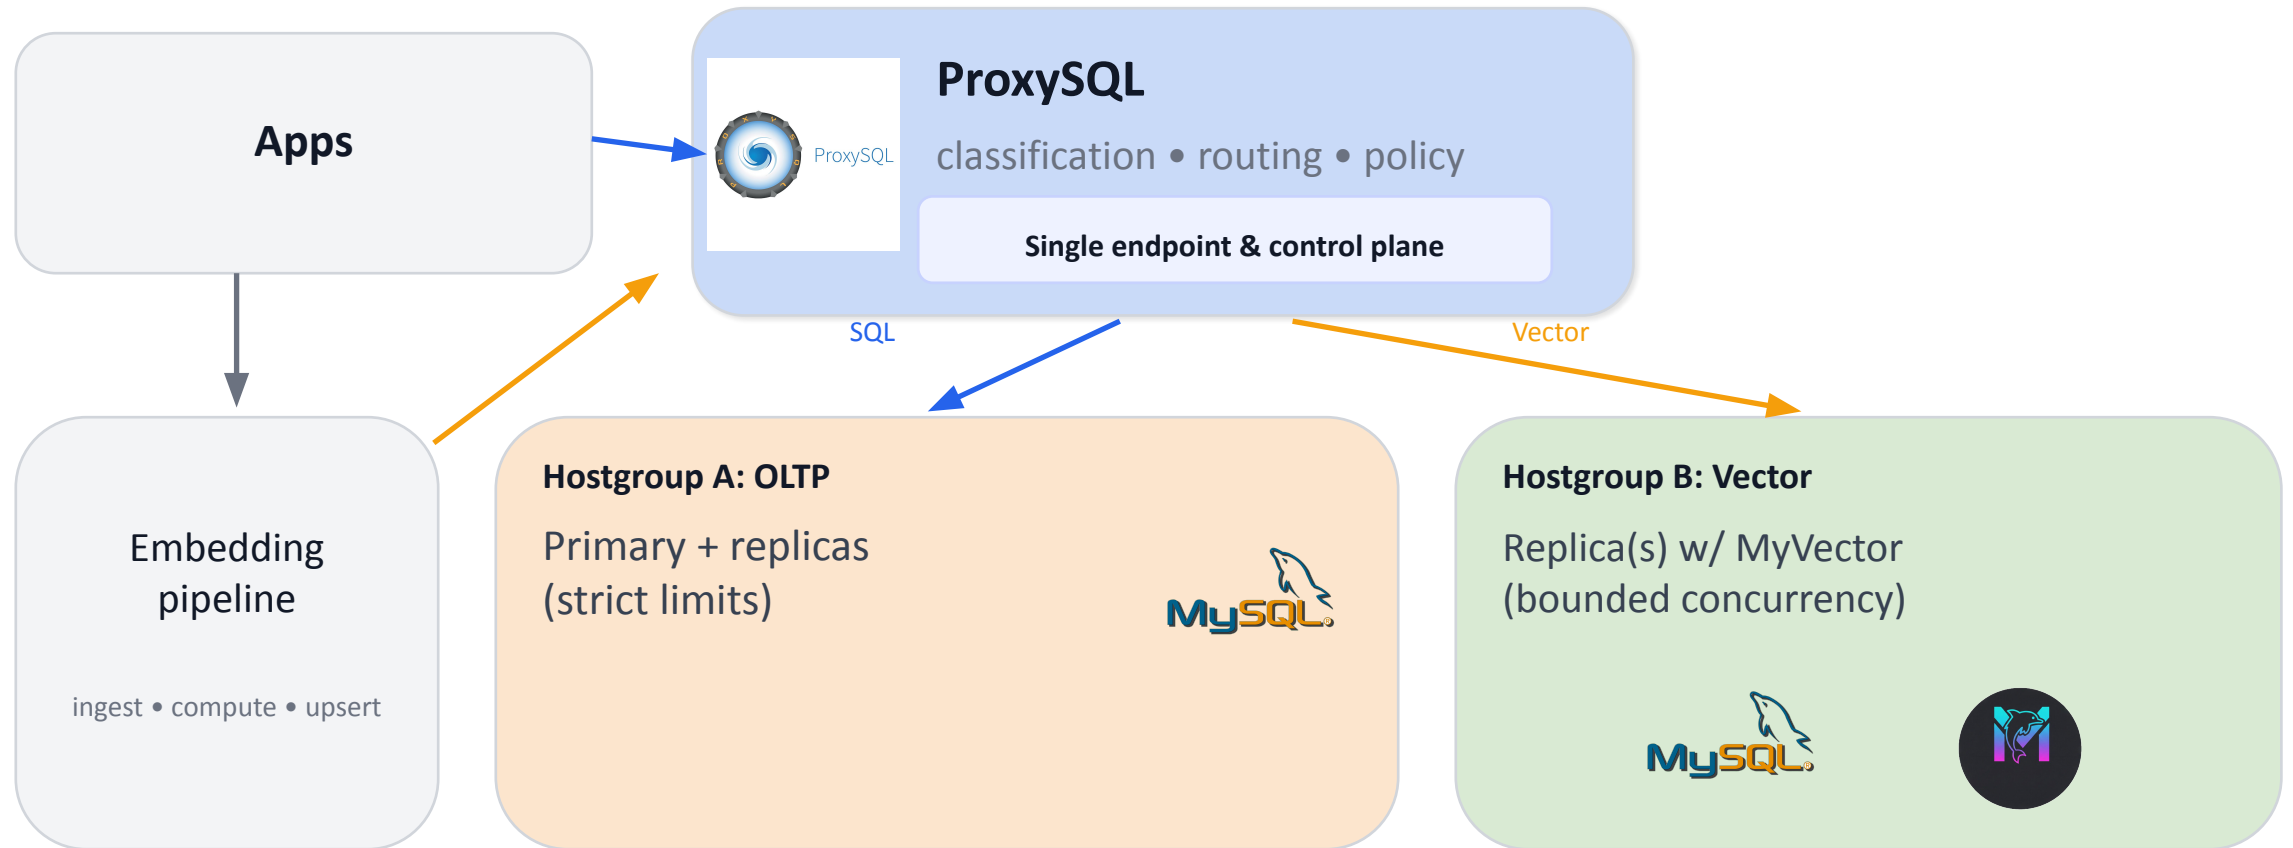 Apps
ProxySQL
ProxySQL
classification • routing • policy
Single endpoint & control plane
SQL
Vector
Embedding
pipeline
ingest • compute • upsert
Hostgroup A: OLTP
Primary + replicas
(strict limits)
MySQL®
Hostgroup B: Vector
Replica(s) w/ MyVector
(bounded concurrency)
MySQL®
M